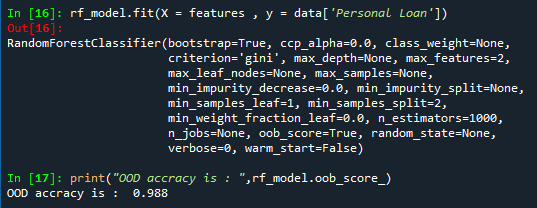 In [16]: rf_model.fit(X = features , y = data['Personal Loan'])
Out[16]:
RandomForestClassifier(bootstrap=True, ccp_alpha=0.0, class_weight=None,
criterion='gini', max_depth=None, max_features=2,
max_leaf_nodes=None, max_samples=None,
min_impurity_decrease=0.0, min_impurity_split=None,
min_samples_leaf=1, min_samples_split=2,
min_weight_fraction_leaf=0.0, n_estimators=1000,
n_jobs=None, oob_score=True, random_state=None,
verbose=0, warm_start=False)
In [17]: print("OOD accracy is : ",rf_model.oob_score_)
OOD accracy is :  0.988